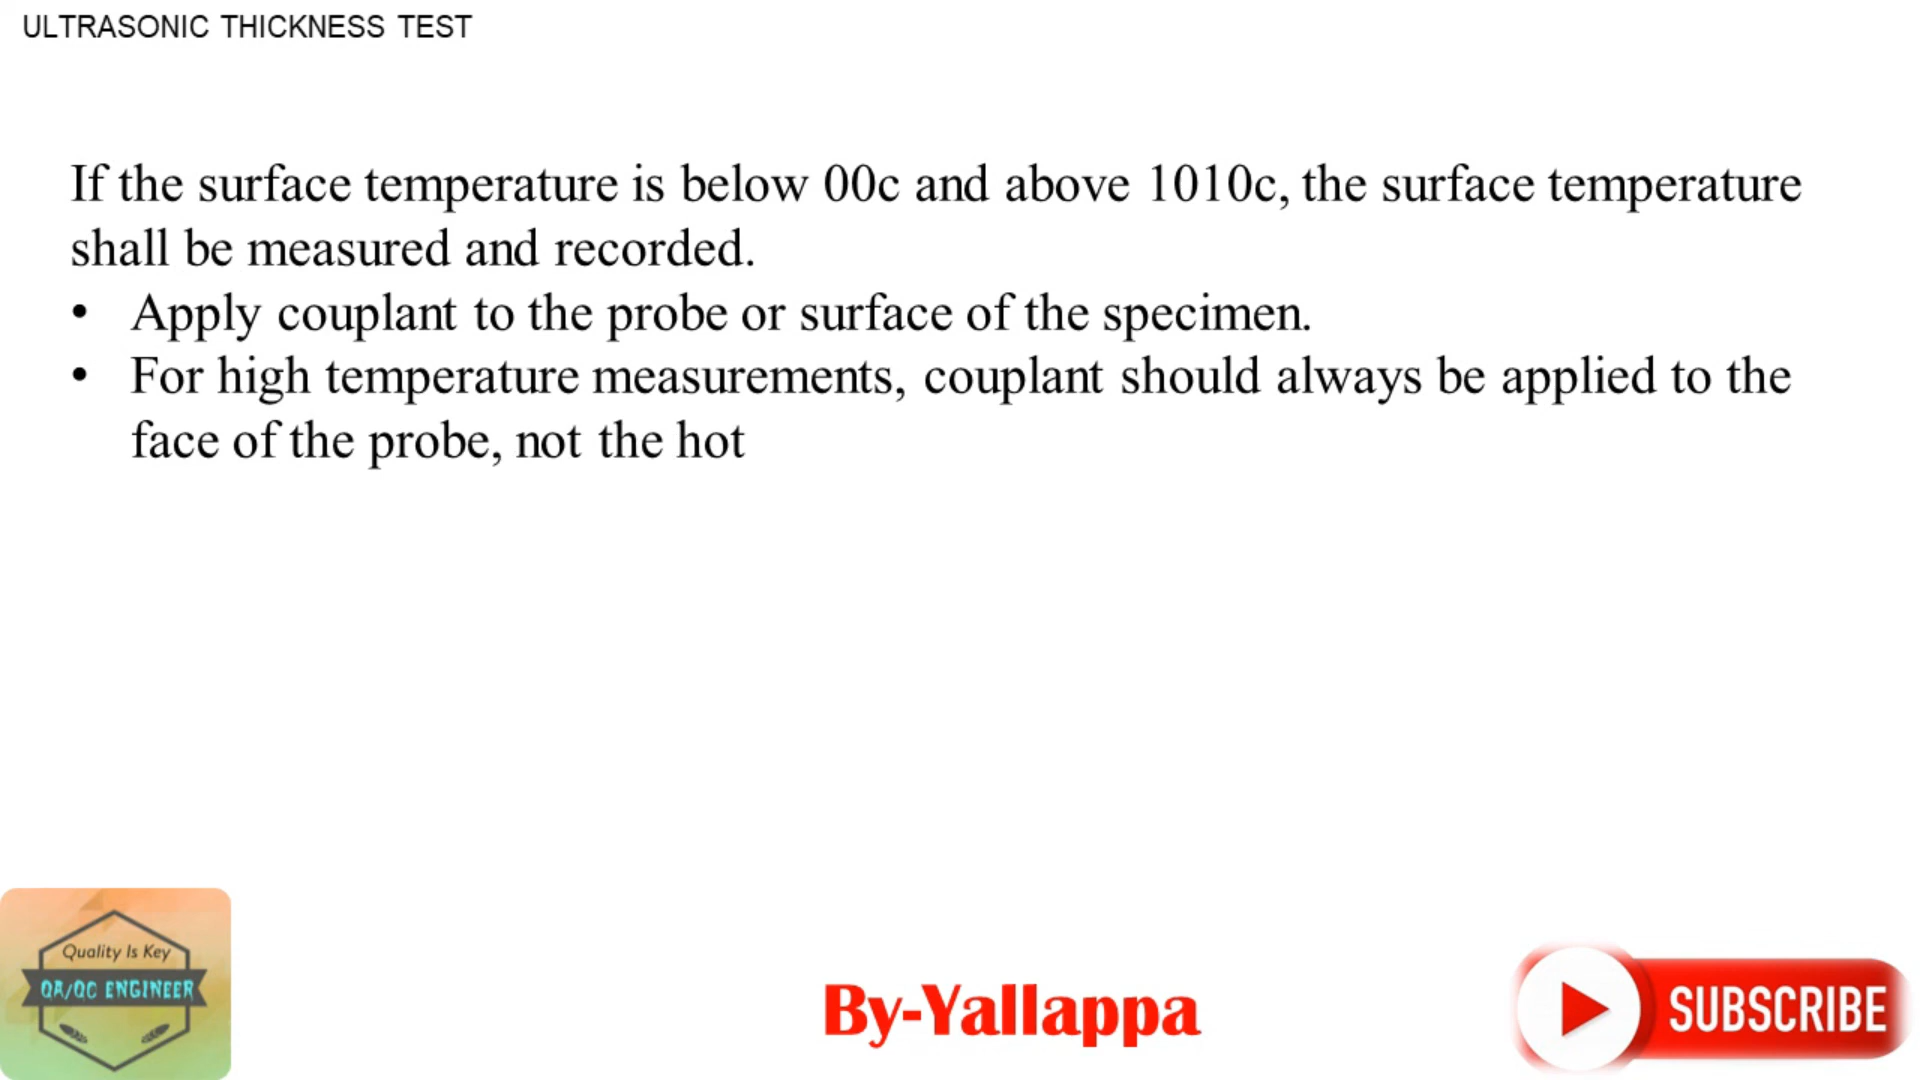 ULTRASONIC THICKNESS TEST
If the surface temperature is below 00c and above 1010c, the surface temperature
shall be measured and recorded.
• Apply couplant to the probe or surface of the specimen.
• For high temperature measurements, couplant should always be applied to the
face of the probe, not the hot
Quality Is Key
QA/QC ENGINEER
By-Yallappa
SUBSCRIBE